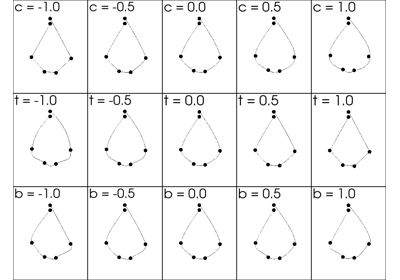 c = -1.0 c = -0.5 c = 0.0 c = 0.5 c = 1.0
t = -1.0 t = -0.5 t = 0.0 t = 0.5 t = 1.0
b = -1.0 b = -0.5 b = 0.0 b = 0.5 b = 1.0